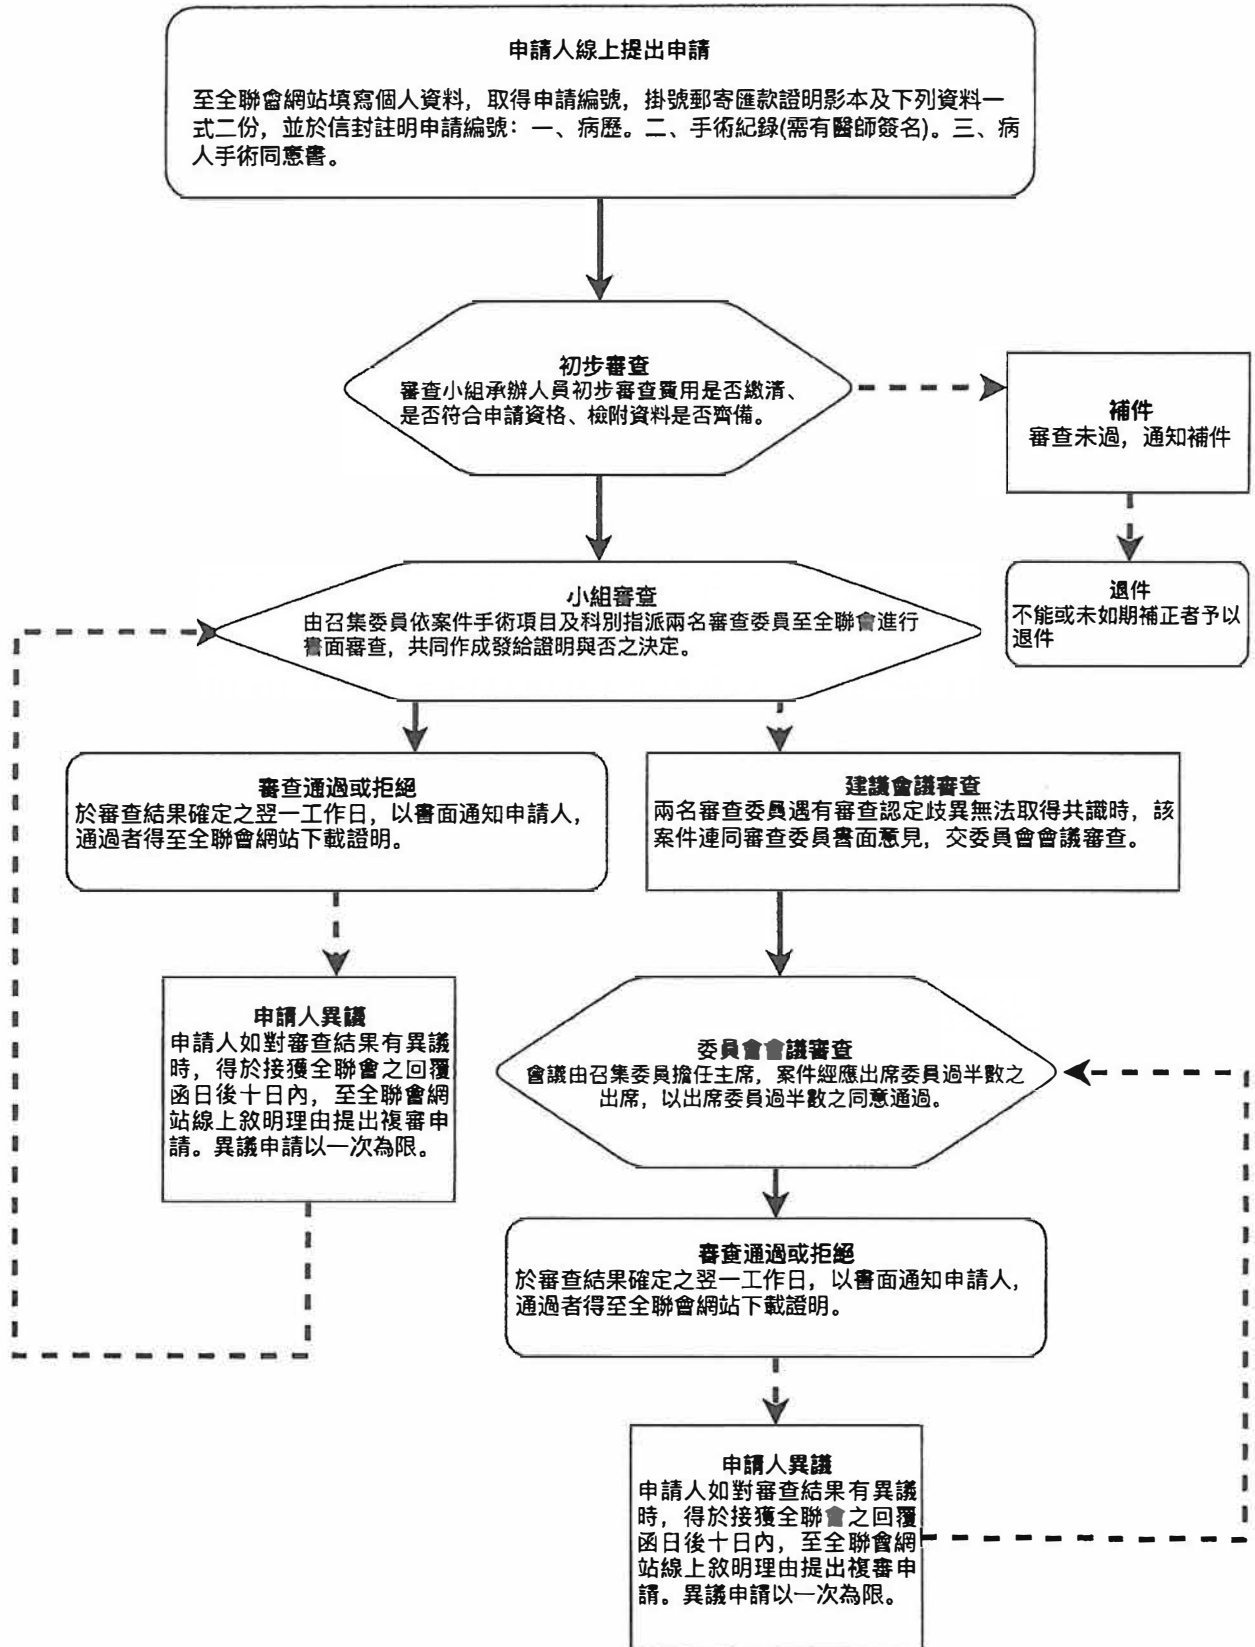 申請人線上提出申請
至全聯會網站填寫個人資料，取得申請編號，掛號郵寄匯款證明影本及下列資料一
式二份，並於信封註明申請編號：一、病歷。二、手術紀錄(需有醫師簽名)。三、病
人手術同意書。
初步審查
審查小組承辦人員初步審查費用是否繳清、
是否符合申請資格、檢附資料是否齊備。
補件
審查未過，通知補件
退件
不能或未如期補正者予以
退件
小組審查
由召集委員依案件手術項目及科別指派兩名審查委員至全聯會進行
書面審查，共同作成發給證明與否之決定。
審查通過或拒絕
於審查結果確定之翌一工作日，以書面通知申請人，
通過者得至全聯會網站下載證明。
建議會議審查
兩名審查委員遇有審查認定歧異無法取得共識時，該
案件連同審查委員書面意見，交委員會會議審查。
申請人異議
申請人如對審查結果有異議
時，得於接獲全聯會之回覆
函日後十日內，至全聯會網
站線上敘明理由提出複審申
請。異議申請以一次為限。
委員會會議審查
會議由召集委員擔任主席，案件經應出席委員過半數之
出席，以出席委員過半數之同意通過。
審查通過或拒絕
於審查結果確定之翌一工作日，以書面通知申請人，
通過者得至全聯會網站下載證明。
申請人異議
申請人如對審查結果有異議
時，得於接獲全聯會之回覆
函日後十日內，至全聯會網
站線上敘明理由提出複審申
請。異議申請以一次為限。